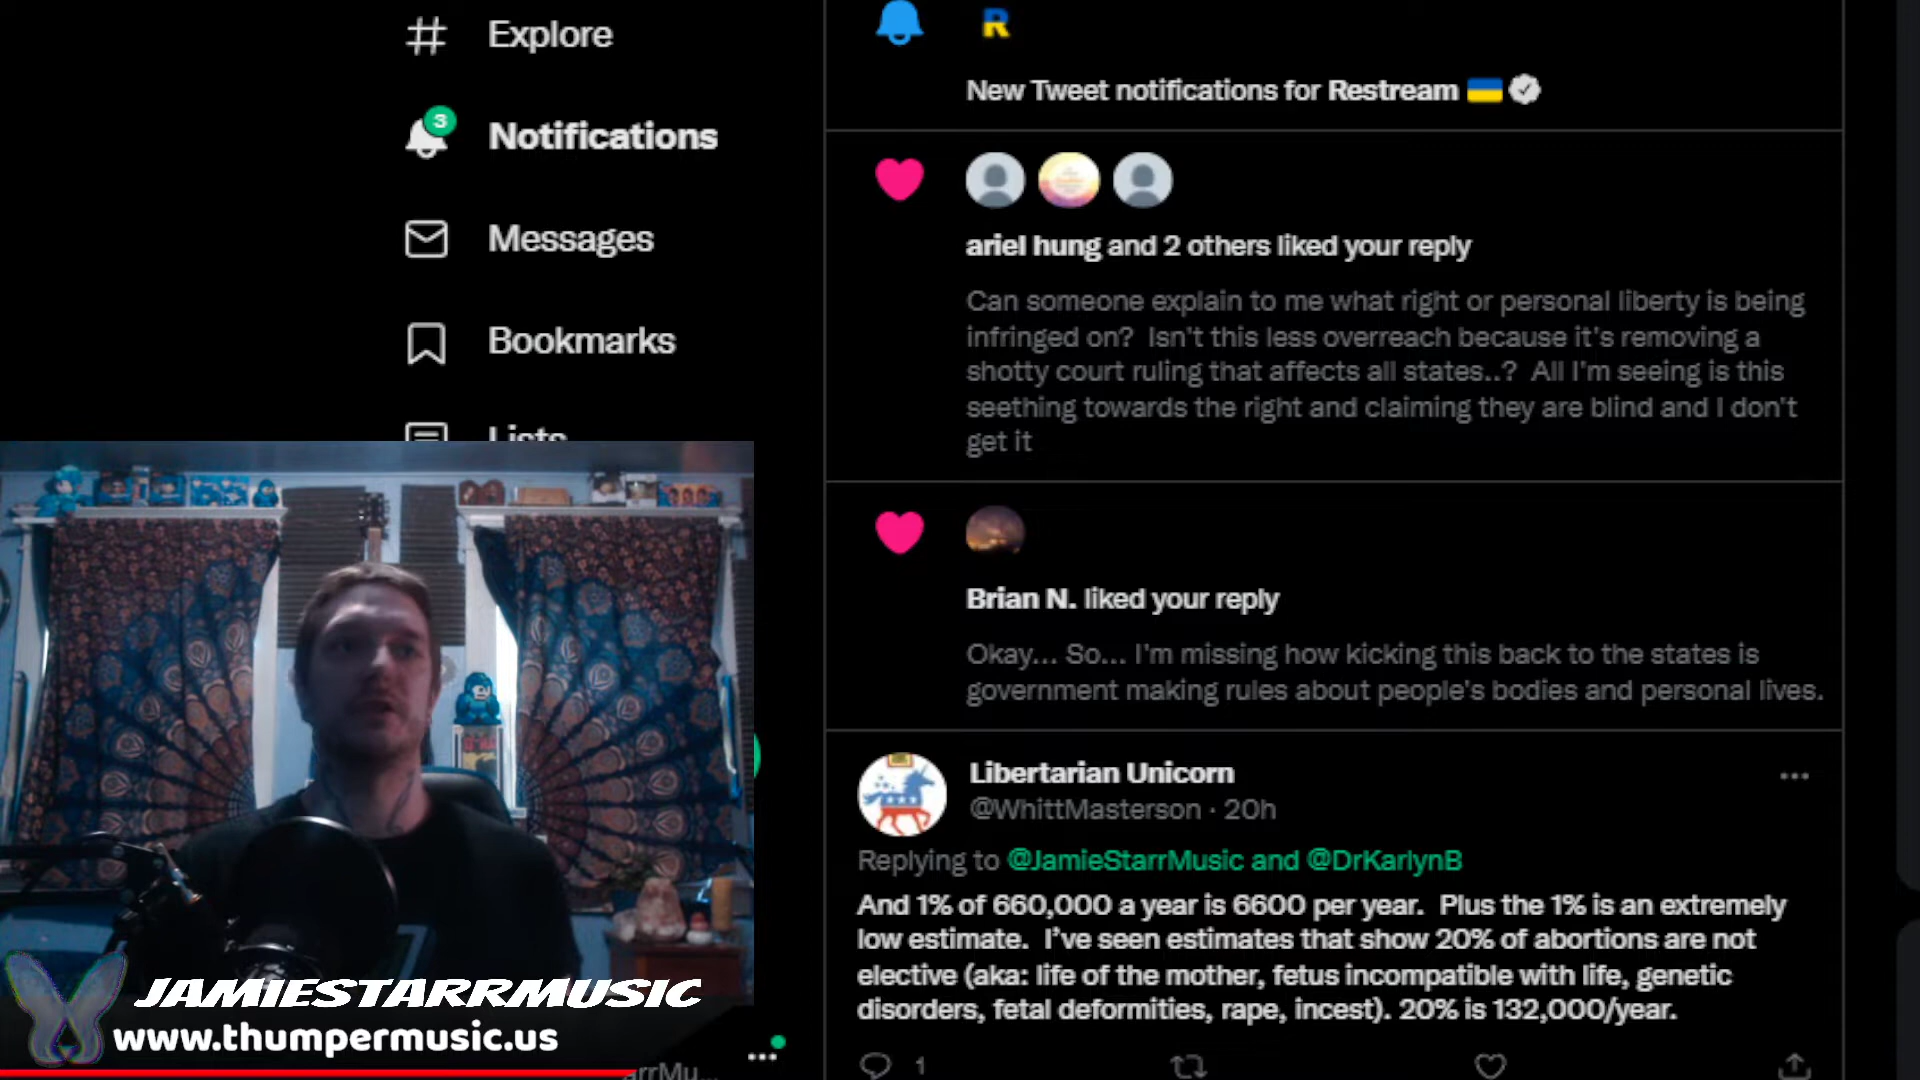 Explore
3
Notifications
Messages
Bookmarks
Lists
R
New Tweet notifications for Restream
ariel hung and 2 others liked your reply
Can someone explain to me what right or personal liberty is being
infringed on? Isn't this less overreach because it's removing a
shotty court ruling that affects all states..? All I'm seeing is this
seething towards the right and claiming they are blind and I don't
get it
Brian N. liked your reply
Okay... So... I'm missing how kicking this back to the states is
government making rules about people's bodies and personal lives.
Libertarian Unicorn
@WhittMasterson · 20h
Replying to @JamieStarrMusic and @DrKarlynB
And 1% of 660,000 a year is 6600 per year. Plus the 1% is an extremely
low estimate. I've seen estimates that show 20% of abortions are not
elective (aka: life of the mother, fetus incompatible with life, genetic
disorders, fetal deformities, rape, incest). 20% is 132,000/year.
1
JAMIESTARRMUSIC
www.thumpermusic.us
arrMu...